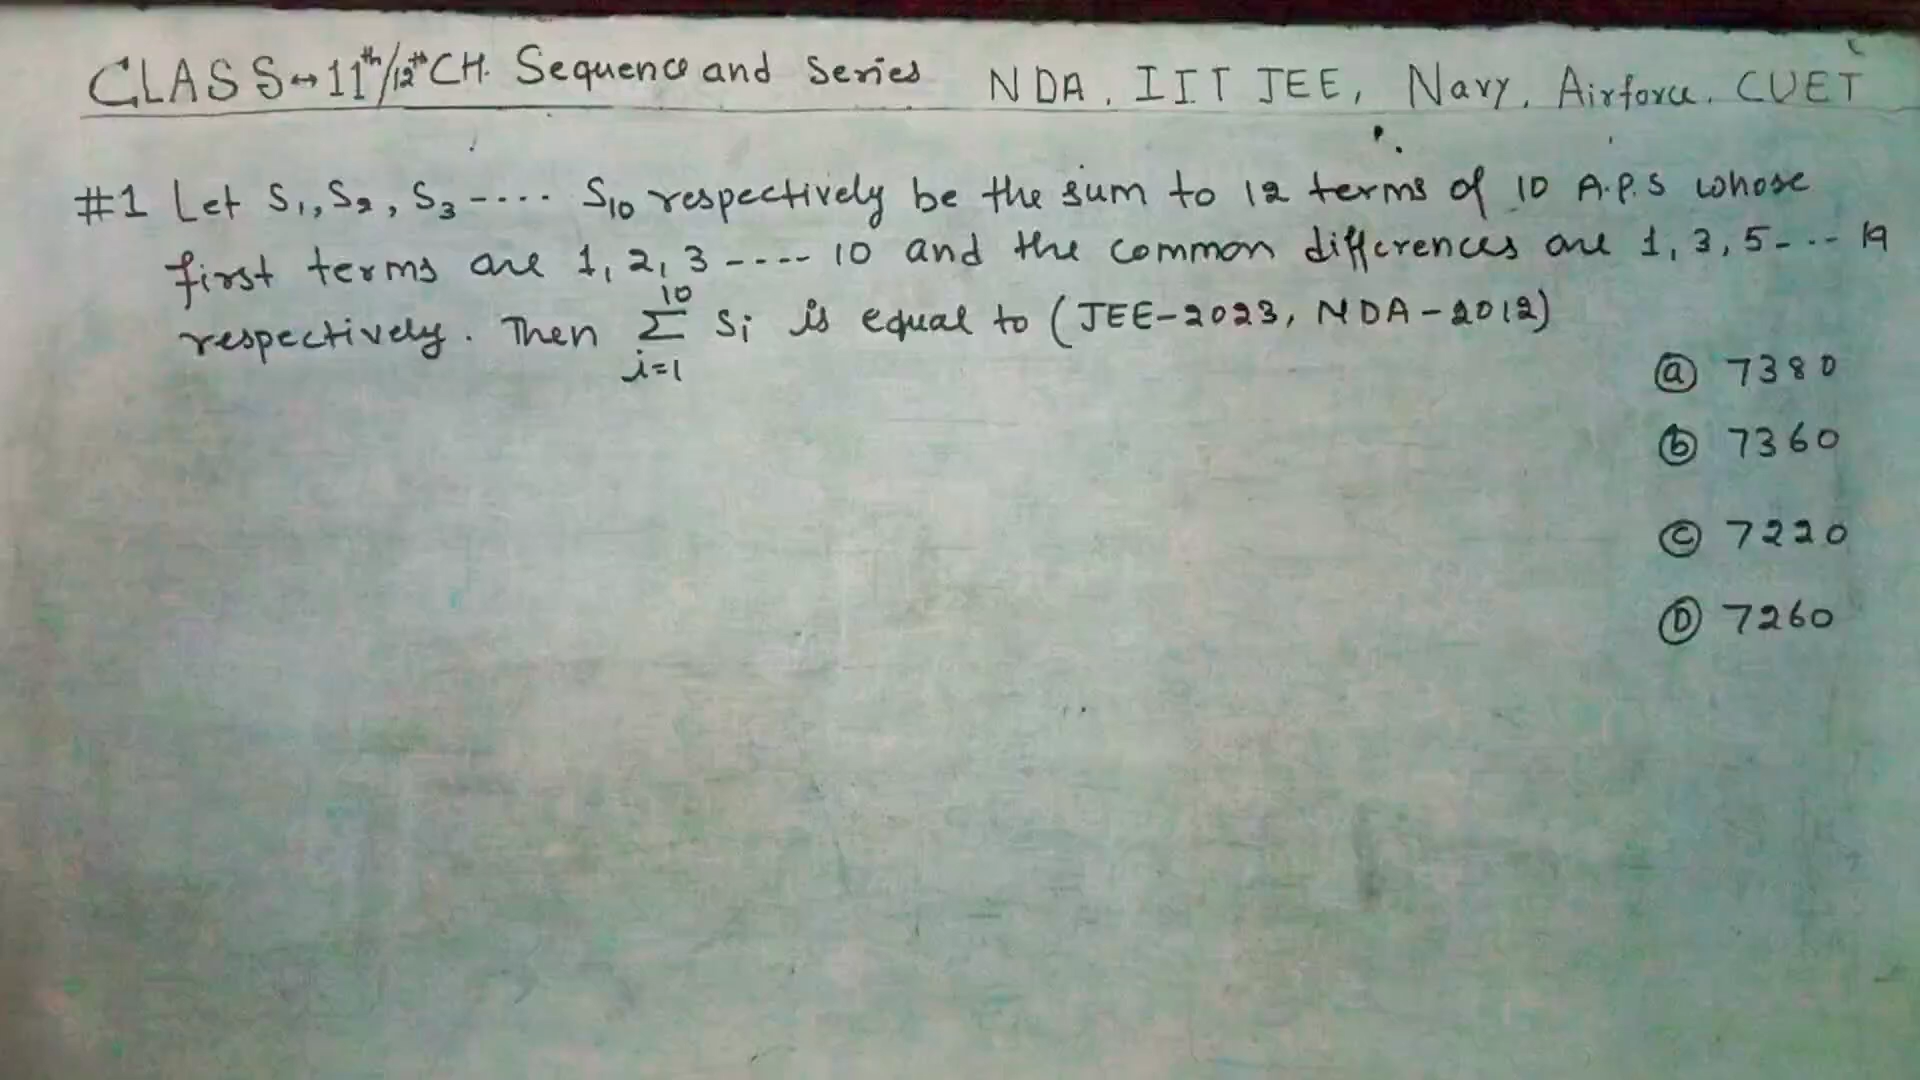 CLASS→11th/12th CH. Sequence and Series NDA, IIT JEE, Navy, Airforce, CUET
#1 Let S₁, S₂, S₃ ---- S₁₀ respectively be the sum to 12 terms of 10 A.P.S whose
first terms are 1, 2, 3 ---- 10 and the common differences are 1, 3, 5 --- 19
respectively. Then \sum_{i=1}^{10} Si is equal to (JEE-2023, NDA-2012)
ⓐ 7380
ⓑ 7360
ⓒ 7220
Ⓓ 7260